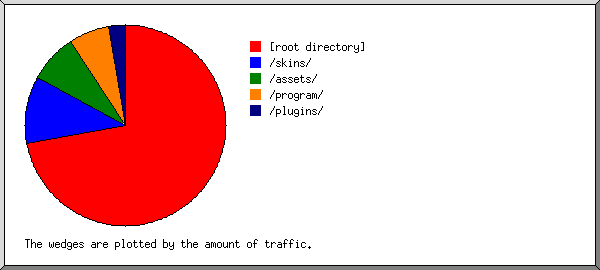 [root directory]
/skins/
/assets/
/program/
/plugins/
The wedges are plotted by the amount of traffic.